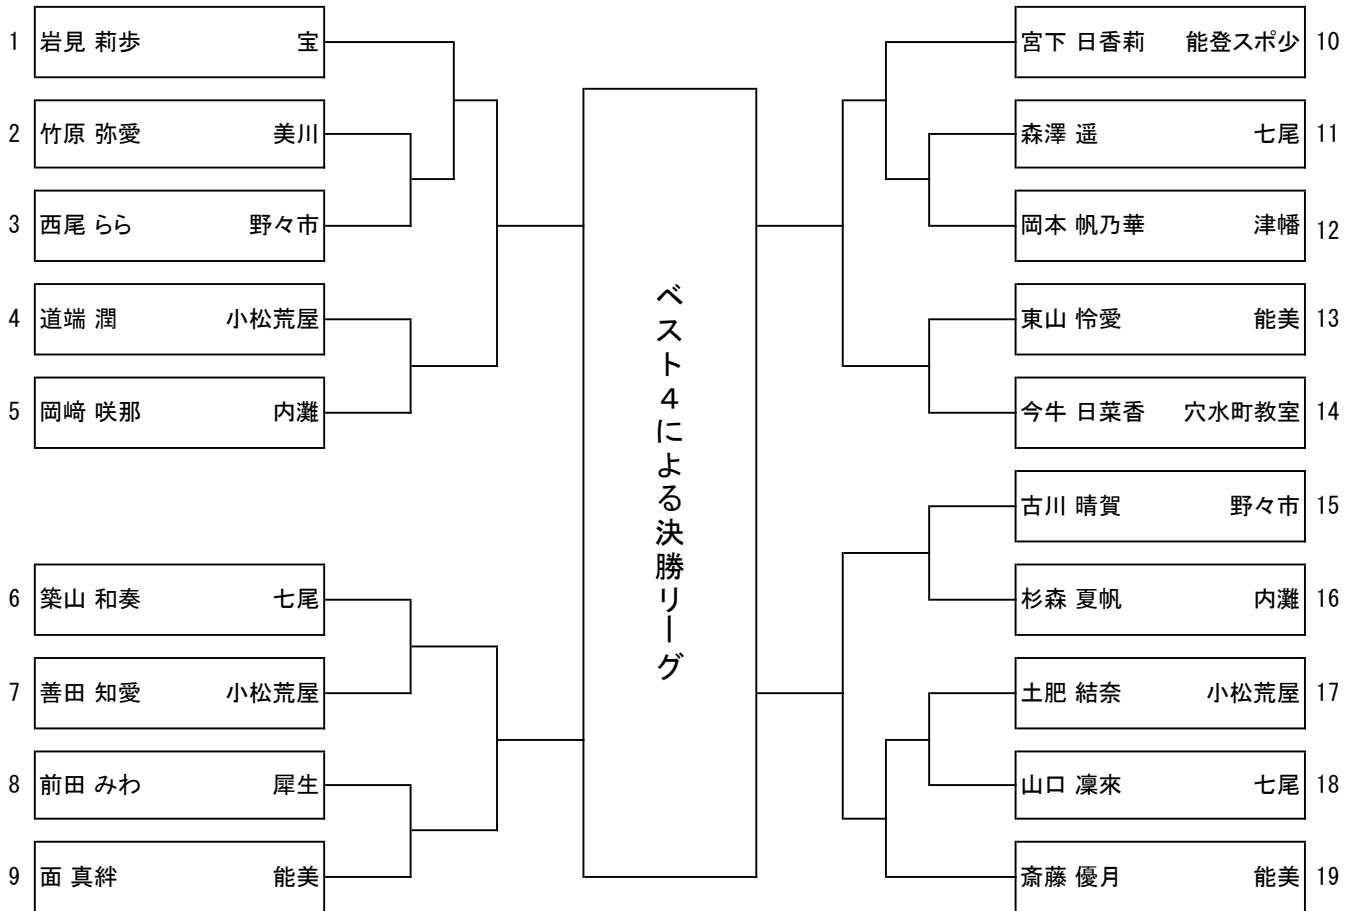 1 岩見 莉歩 宝
2 竹原 弥愛 美川
3 西尾 らら 野々市
4 道端 潤 小松荒屋
5 岡﨑 咲那 内灘
6 築山 和奏 七尾
7 善田 知愛 小松荒屋
8 前田 みわ 犀生
9 面 真絆 能美
ベスト4による決勝リーグ
宮下 日香莉 能登スポ少 10
森澤 遥 七尾 11
岡本 帆乃華 津幡 12
東山 怜愛 能美 13
今牛 日菜香 穴水町教室 14
古川 晴賀 野々市 15
杉森 夏帆 内灘 16
土肥 結奈 小松荒屋 17
山口 凜來 七尾 18
斎藤 優月 能美 19